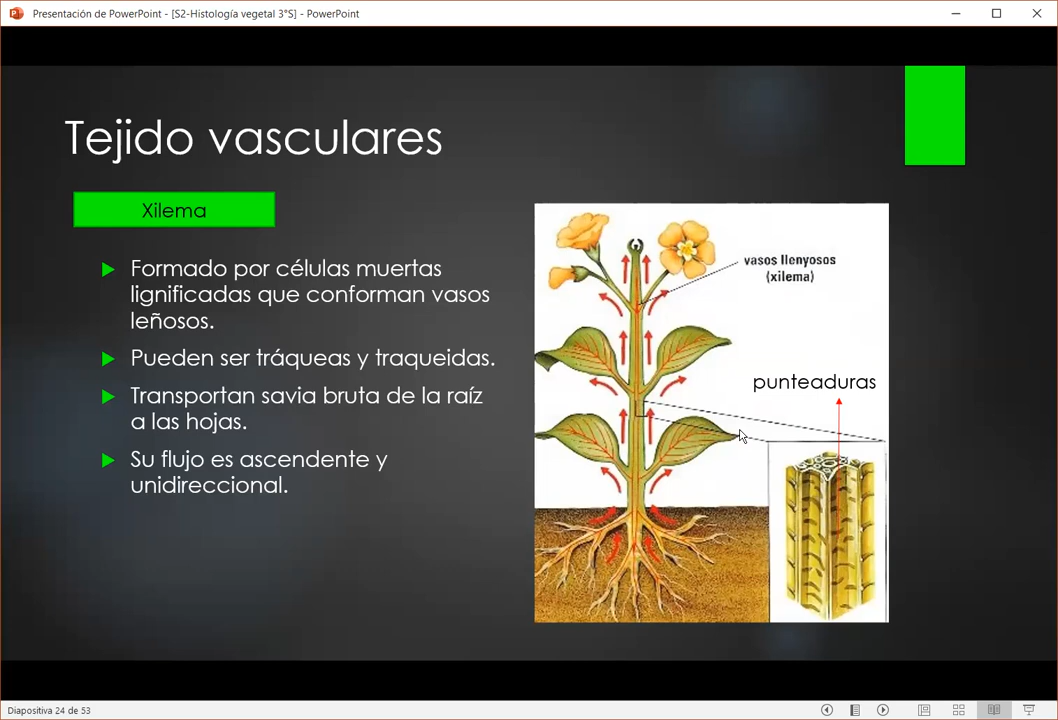 Presentación de PowerPoint - [S2-Histología vegetal 3°S] - PowerPoint
Tejido vasculares
Xilema
Formado por células muertas
lignificadas que conforman vasos
leñosos.
Pueden ser tráqueas y traqueidas.
Transportan savia bruta de la raíz
a las hojas.
Su flujo es ascendente y
unidireccional.
vasos llenyosos
(xilema)
punteaduras
Diapositiva 24 de 53